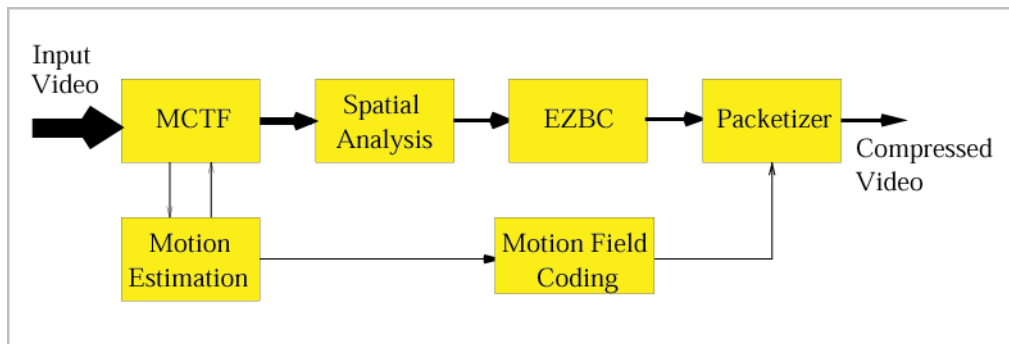 Input
Video
MCTF
Spatial
Analysis
EZBC
Packetizer
Compressed
Video
Motion
Estimation
Motion Field
Coding